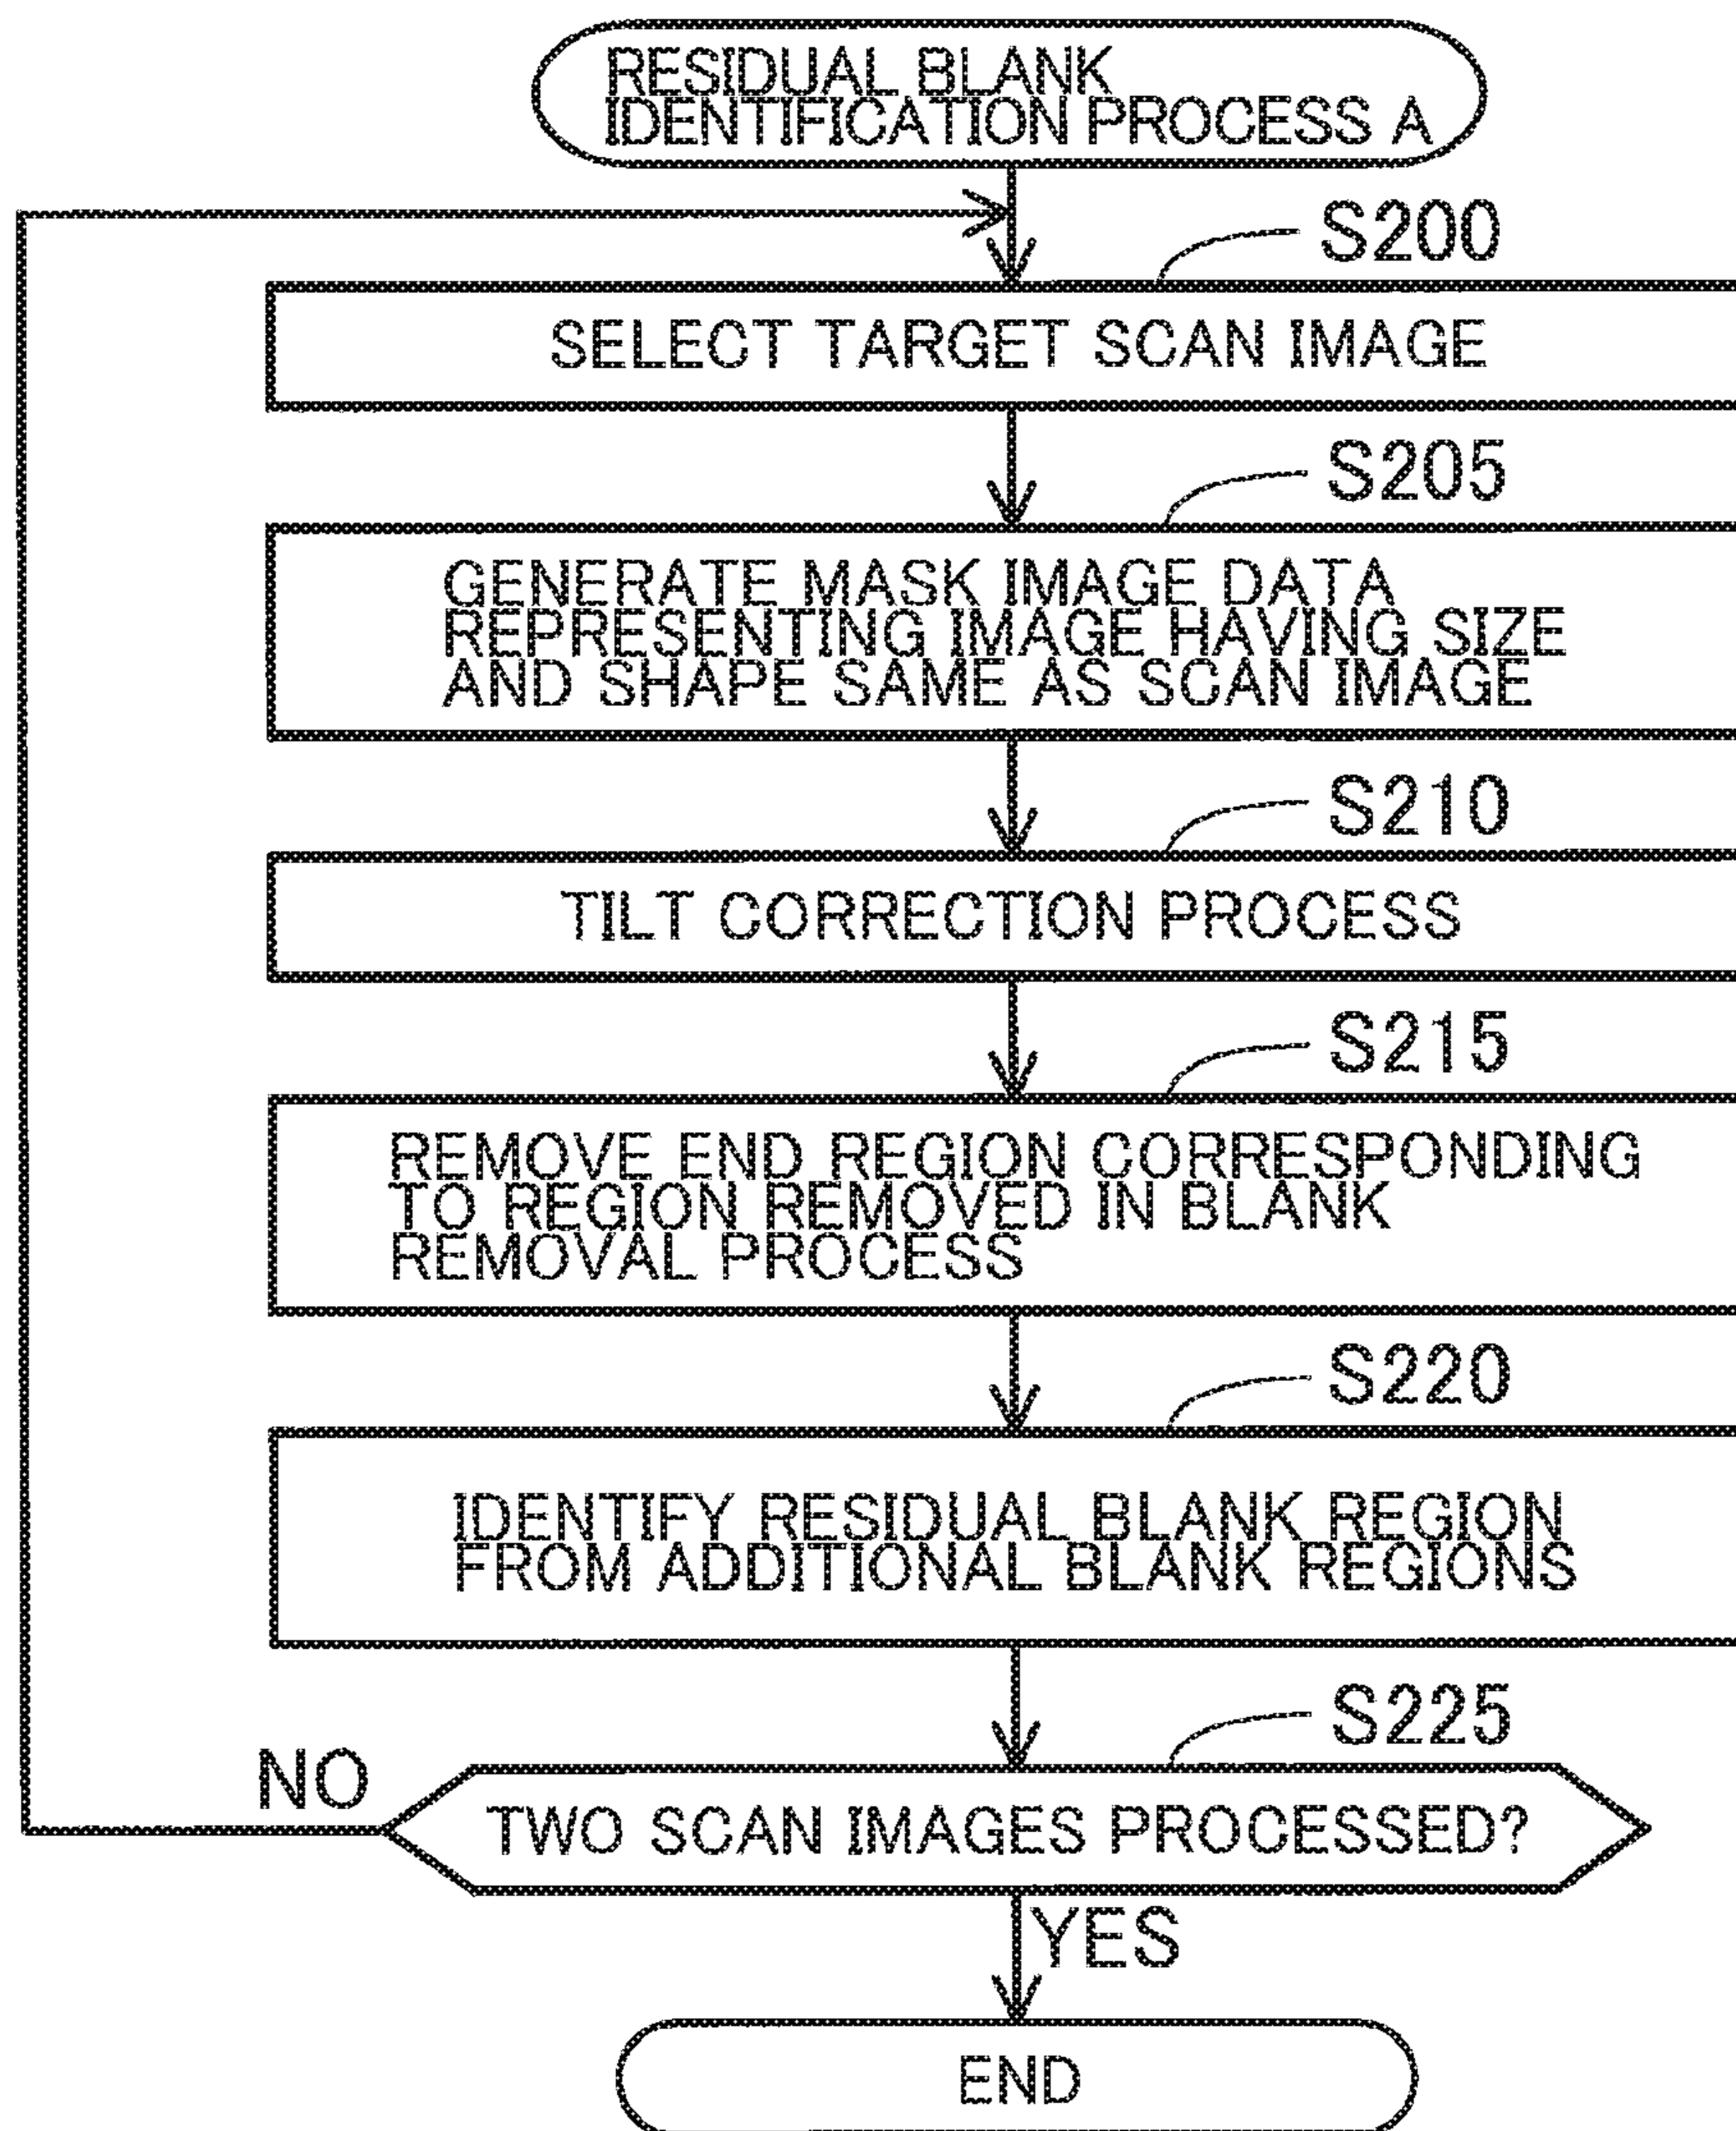 RESIDUAL BLANK
IDENTIFICATION PROCESS A
S200
SELECT TARGET SCAN IMAGE
S205
GENERATE MASK IMAGE DATA
REPRESENTING IMAGE HAVING SIZE
AND SHAPE SAME AS SCAN IMAGE
S210
TILT CORRECTION PROCESS
S215
REMOVE END REGION CORRESPONDING
TO REGION REMOVED IN BLANK
REMOVAL PROCESS
S220
IDENTIFY RESIDUAL BLANK REGION
FROM ADDITIONAL BLANK REGIONS
S225
NO
TWO SCAN IMAGES PROCESSED?
YES
END